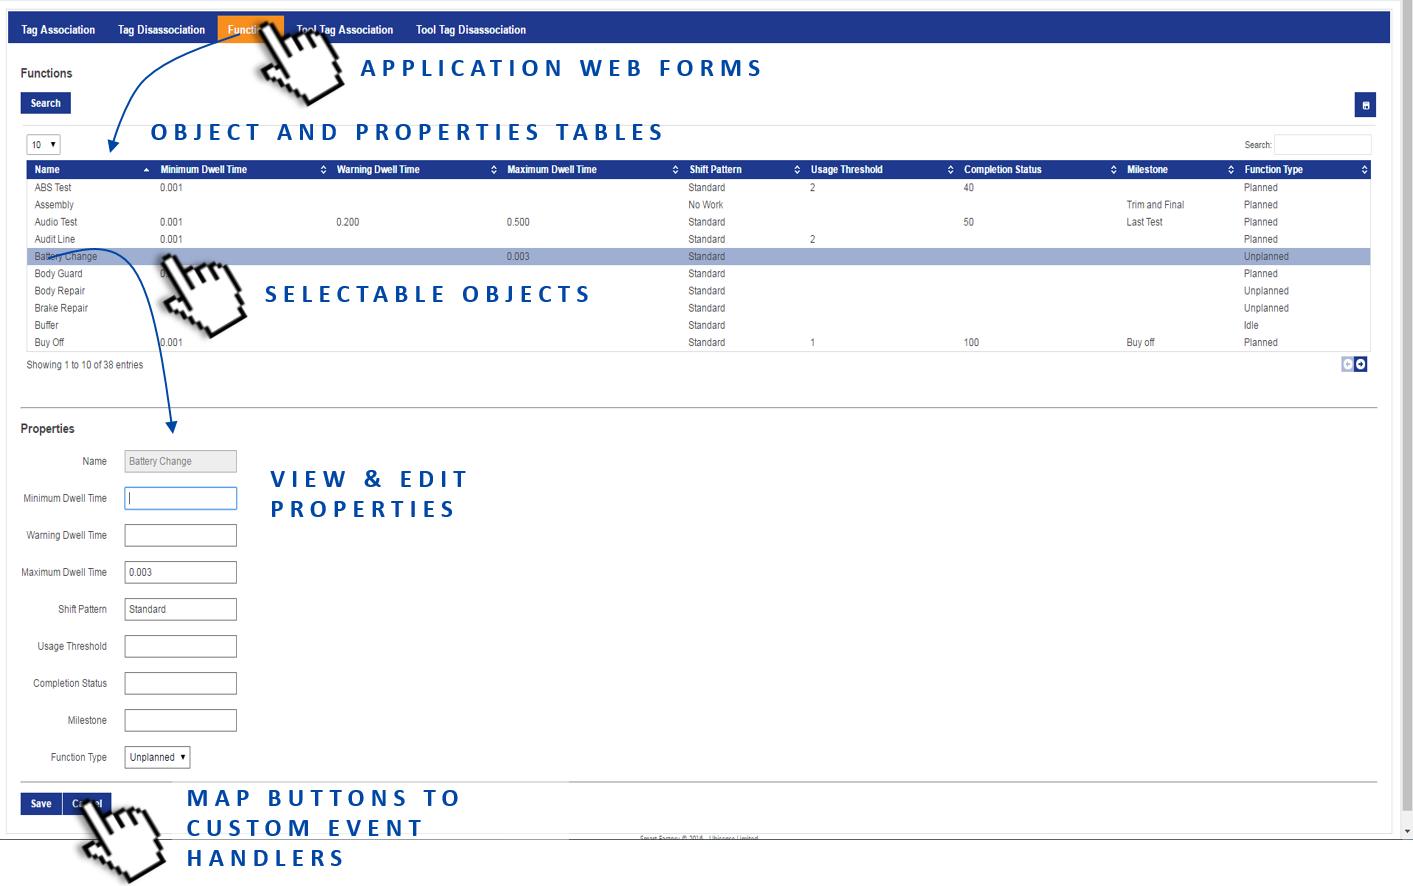 Tag Association Tag Disassociation Functi Tool Tag Association Tool Tag Disassociation
APPLICATION WEB FORMS
Functions
Search
OBJECT AND PROPERTIES TABLES
10 Search:
Name Minimum Dwell Time Warning Dwell Time Maximum Dwell Time Shift Pattern Usage Threshold Completion Status Milestone Function Type
ABS Test 0.001 Standard 2 40 Planned
Assembly No Work Trim and Final Planned
Audio Test 0.001 0.200 0.500 Standard 50 Last Test Planned
Audit Line 0.001 Standard 2 Planned
Battery Change 0.003 Standard Unplanned
Body Guard Standard Planned
Body Repair Standard Unplanned
SELECTABLE OBJECTS
Brake Repair Standard Unplanned
Buffer Standard Idle
Buy Off 0.001 Standard 1 100 Buy off Planned
Showing 1 to 10 of 38 entries
Properties
Name Battery Change
VIEW & EDIT
PROPERTIES
Minimum Dwell Time
Warning Dwell Time
Maximum Dwell Time 0.003
Shift Pattern Standard
Usage Threshold
Completion Status
Milestone
Function Type Unplanned
Save
MAP BUTTONS TO
CUSTOM EVENT
HANDLERS
Smart Factory © 2016 - Ubisense Limited